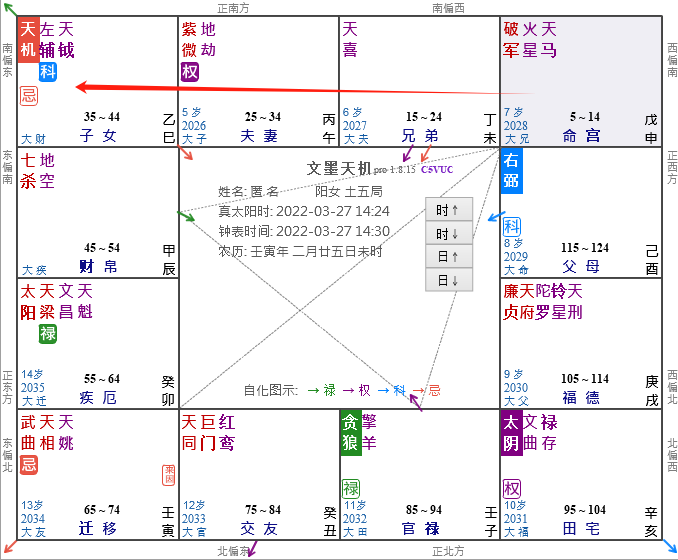 正南方
南偏西
南偏东
天机
左辅
天钺
科
忌
35～44
乙巳
大财
子女
紫微
地劫
权
5岁
2026
大子
25～34
夫妻
丙午
天喜
6岁
2027
大夫
15～24
兄弟
丁未
破军
火星
天马
7岁
2028
大兄
5～14
命宫
戊申
西偏南
东偏南
七杀
地空
45～54
大疾
财帛
甲辰
文墨天机.pro 1.8.15 C5VUC
姓名: 匿名 阳女 土五局
真太阳时: 2022-03-27 14:24
钟表时间: 2022-03-27 14:30
农历: 壬寅年 二月廿五日未时
时↑
时↓
日↑
日↓
右弼
科
8岁
2029
大命
115～124
父母
己酉
正西方
太阳
天梁
文昌
天魁
禄
14岁
2035
大迁
55～64
疾厄
癸卯
正东方
自化图示: →禄 →权 →科 →忌
廉贞
天府
陀罗
铃星
天刑
9岁
2030
大父
105～114
福德
庚戌
西偏北
东偏北
武曲
天相
天姚
忌
来因
13岁
2034
大友
65～74
迁移
壬寅
天同
巨门
红鸾
12岁
2033
大官
75～84
交友
癸丑
贪狼
擎羊
禄
11岁
2032
大田
85～94
官禄
壬子
太阴
文曲
禄存
权
10岁
2031
大福
95～104
田宅
辛亥
北偏西
北偏东
正北方